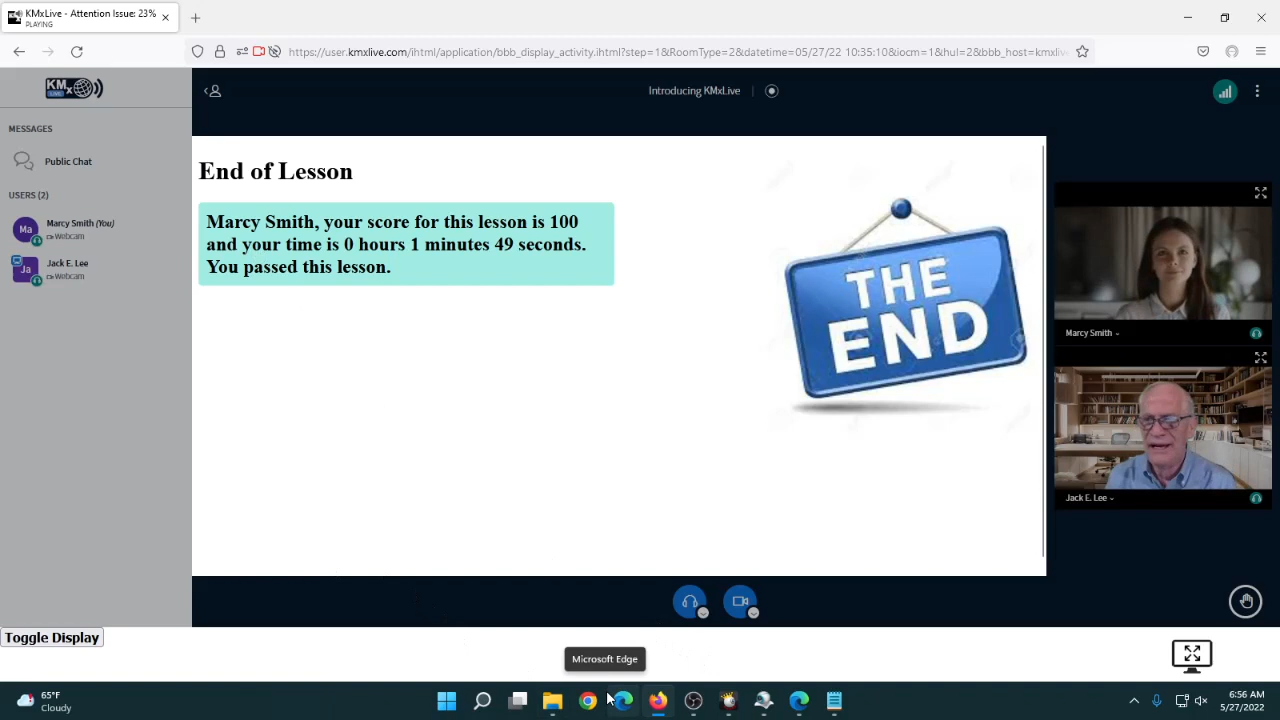 KMxLive - Attention Issue: 23%
PLAYING
https://user.kmxlive.com/ihtml/application/bbb_display_activity.ihtml?step=1&RoomType=2&datetime=05/27/22 10:35:10&iocm=1&hul=2&bbb_host=kmxliv
KMx
LIVE
Introducing KMxLive
MESSAGES
Public Chat
USERS (2)
Ma
Marcy Smith (You)
Webcam
Ja
Jack E. Lee
Webcam
End of Lesson
Marcy Smith, your score for this lesson is 100
and your time is 0 hours 1 minutes 49 seconds.
You passed this lesson.
THE
END
Marcy Smith
Jack E. Lee
Toggle Display
Microsoft Edge
65°F
Cloudy
6:56 AM
5/27/2022